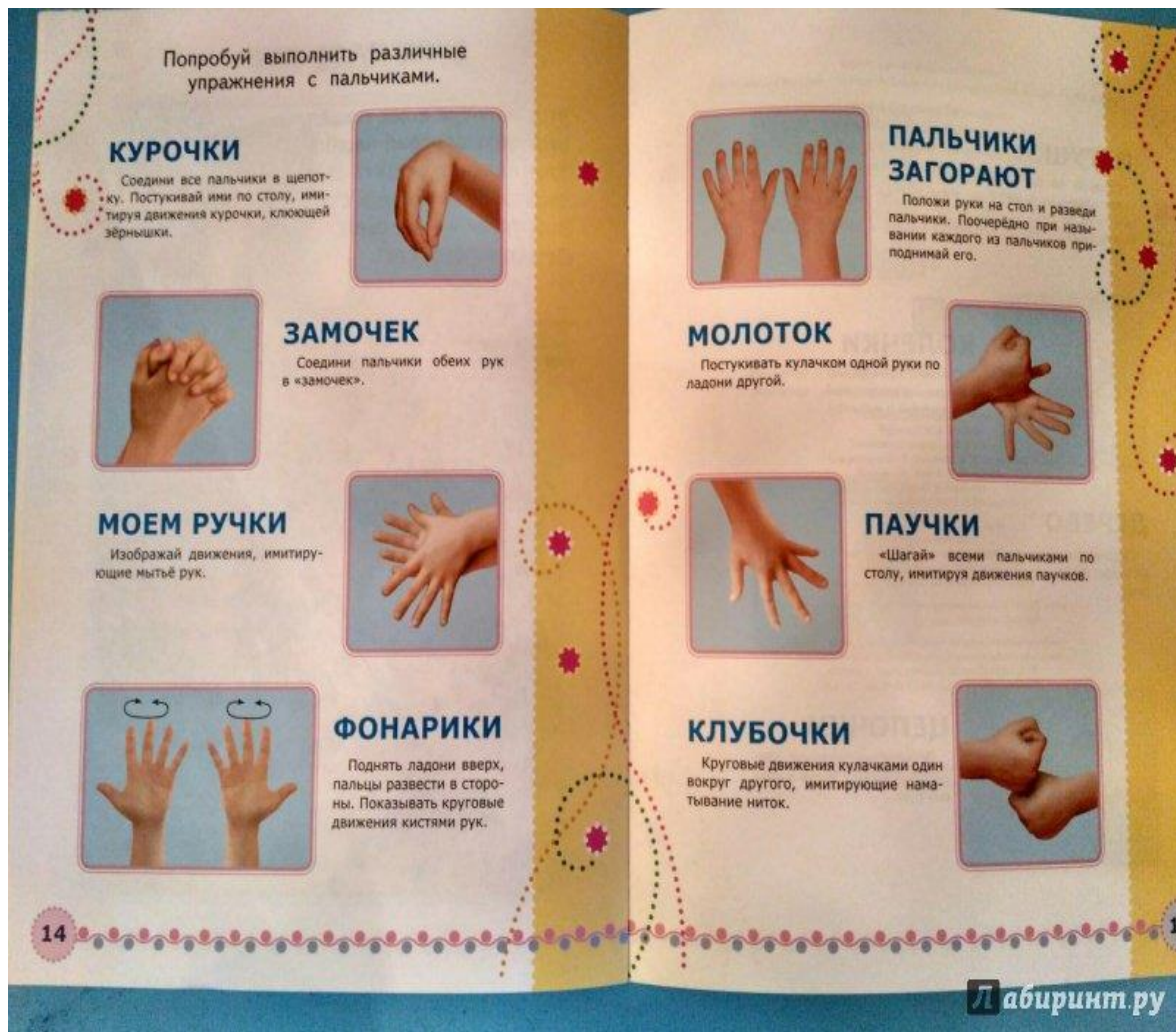 Попробуй выполнить различные
упражнения с пальчиками.
КУРОЧКИ
Соедини все пальчики в щепот-
ку. Постукивай ими по столу, ими-
тируя движения курочки, клюющей
зёрнышки.
ЗАМОЧЕК
Соедини пальчики обеих рук
в «замочек».
МОЕМ РУЧКИ
Изображай движения, имитиру-
ющие мытьё рук.
ФОНАРИКИ
Поднять ладони вверх,
пальцы развести в сторо-
ны. Показывать круговые
движения кистями рук.
14
ПАЛЬЧИКИ
ЗАГОРАЮТ
Положи руки на стол и разведи
пальчики. Поочерёдно при назы-
вании каждого из пальчиков при-
поднимай его.
МОЛОТОК
Постукивать кулачком одной руки по
ладони другой.
ПАУЧКИ
«Шагай» всеми пальчиками по
столу, имитируя движения паучков.
КЛУБОЧКИ
Круговые движения кулачками один
вокруг другого, имитирующие нама-
тывание ниток.
Лабиринт.ру